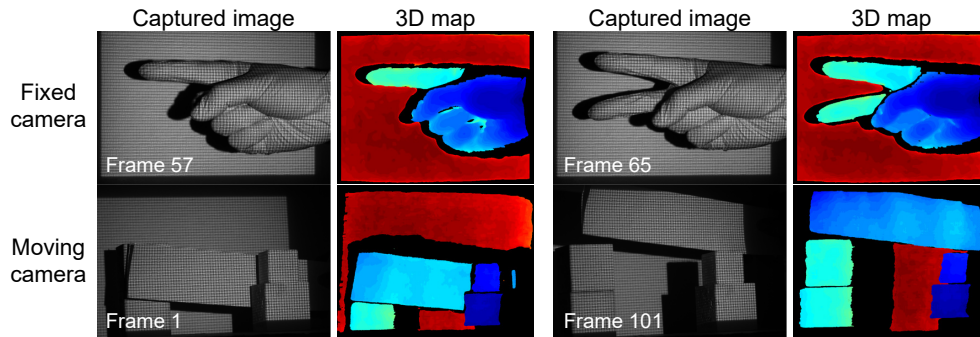 Captured image
3D map
Captured image
3D map
Fixed
camera
Frame 57
Frame 65
Moving
camera
Frame 1
Frame 101